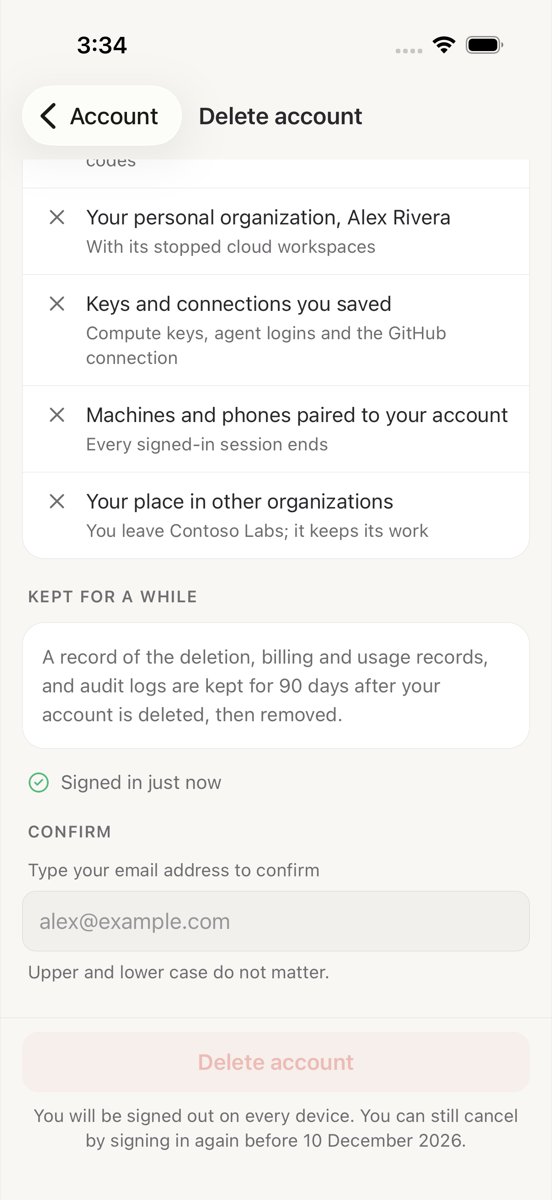 3:34
Account
Delete account
codes
Your personal organization, Alex Rivera
With its stopped cloud workspaces
Keys and connections you saved
Compute keys, agent logins and the GitHub
connection
Machines and phones paired to your account
Every signed-in session ends
Your place in other organizations
You leave Contoso Labs; it keeps its work
KEPT FOR A WHILE
A record of the deletion, billing and usage records,
and audit logs are kept for 90 days after your
account is deleted, then removed.
Signed in just now
CONFIRM
Type your email address to confirm
alex@example.com
Upper and lower case do not matter.
Delete account
You will be signed out on every device. You can still cancel
by signing in again before 10 December 2026.